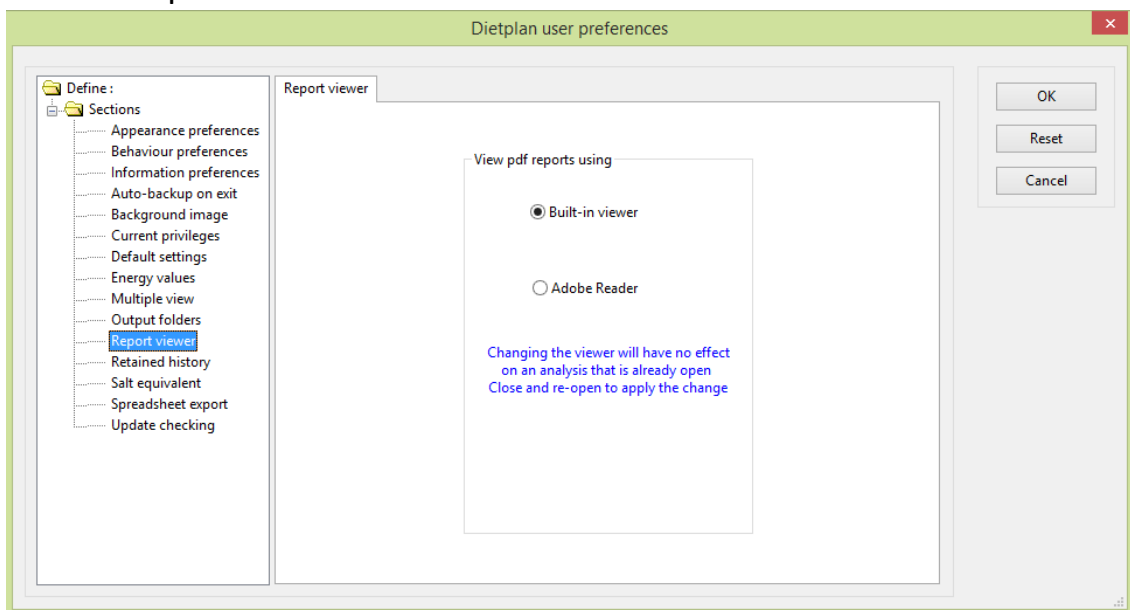 Dietplan user preferences
Define :
Sections
Appearance preferences
Behaviour preferences
Information preferences
Auto-backup on exit
Background image
Current privileges
Default settings
Energy values
Multiple view
Output folders
Report viewer
Retained history
Salt equivalent
Spreadsheet export
Update checking
Report viewer
View pdf reports using
Built-in viewer
Adobe Reader
Changing the viewer will have no effect
on an analysis that is already open
Close and re-open to apply the change
OK
Reset
Cancel